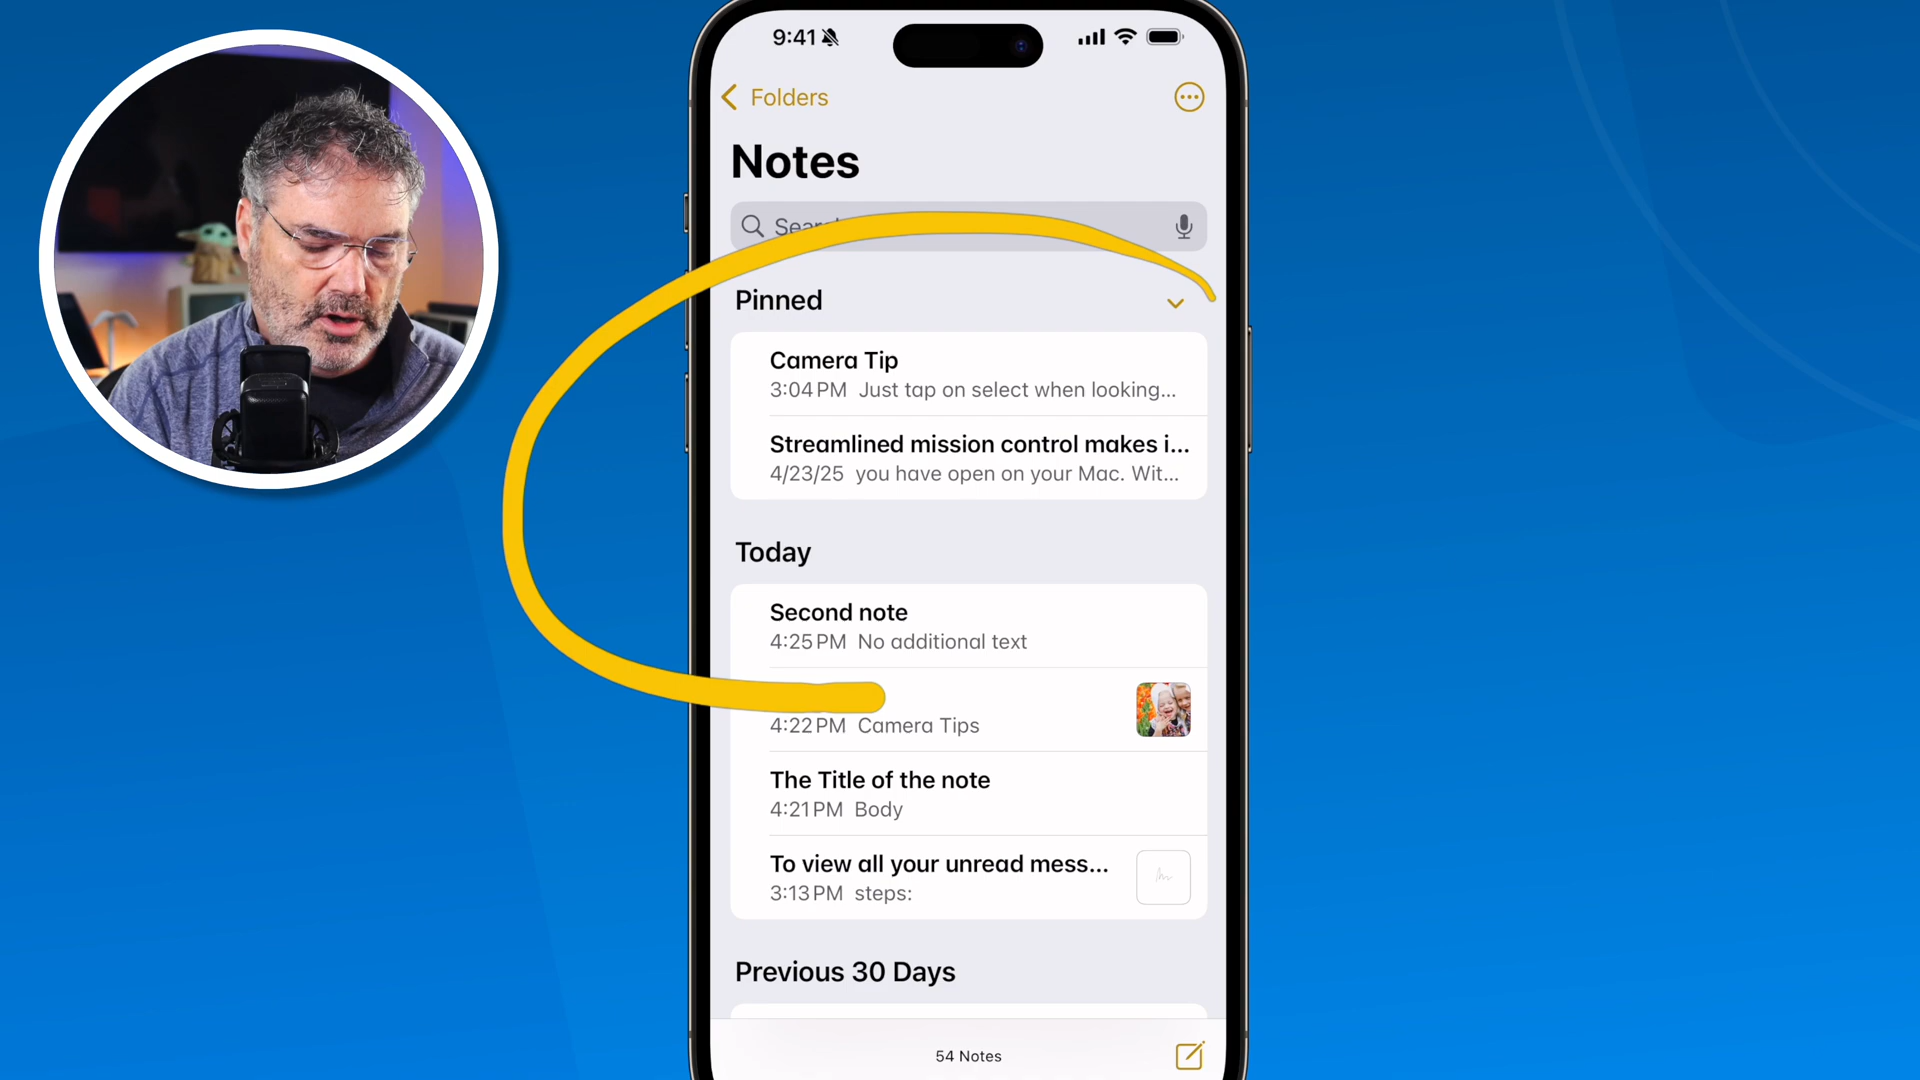 9:41
Folders
Notes
Pinned
Camera Tip
3:04 PM Just tap on select when looking...
Streamlined mission control makes i...
4/23/25 you have open on your Mac. Wit...
Today
Second note
4:25 PM No additional text
4:22 PM Camera Tips
The Title of the note
4:21 PM Body
To view all your unread mess...
3:13 PM steps:
Previous 30 Days
54 Notes